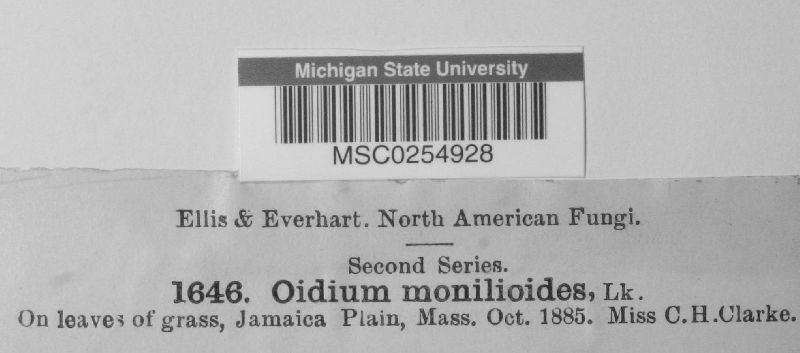 Michigan State University
MSC0254928
Ellis & Everhart. North American Fungi.
Second Series.
1646. Oidium monilioides, Lk.
On leaves of grass, Jamaica Plain, Mass. Oct. 1885. Miss C.H.Clarke.